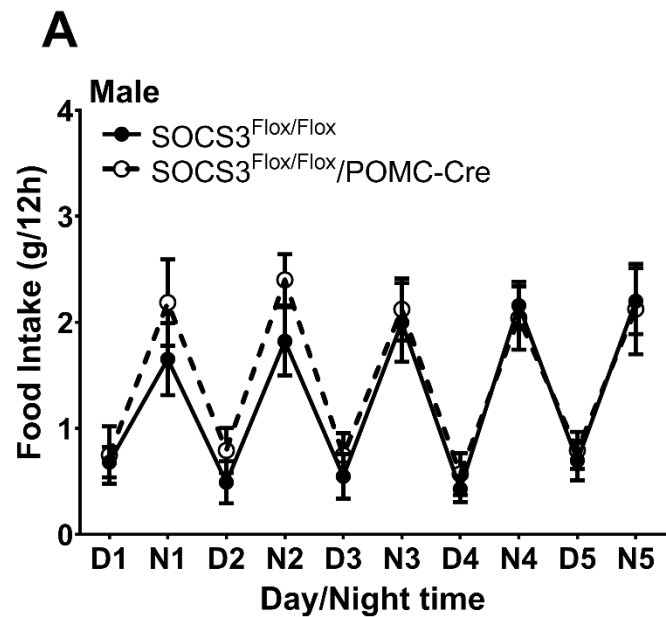 A
Male
SOCS3Flox/Flox
SOCS3Flox/Flox/POMC-Cre
Food Intake (g/12h)
4
3
2
1
0
D1 N1 D2 N2 D3 N3 D4 N4 D5 N5
Day/Night time